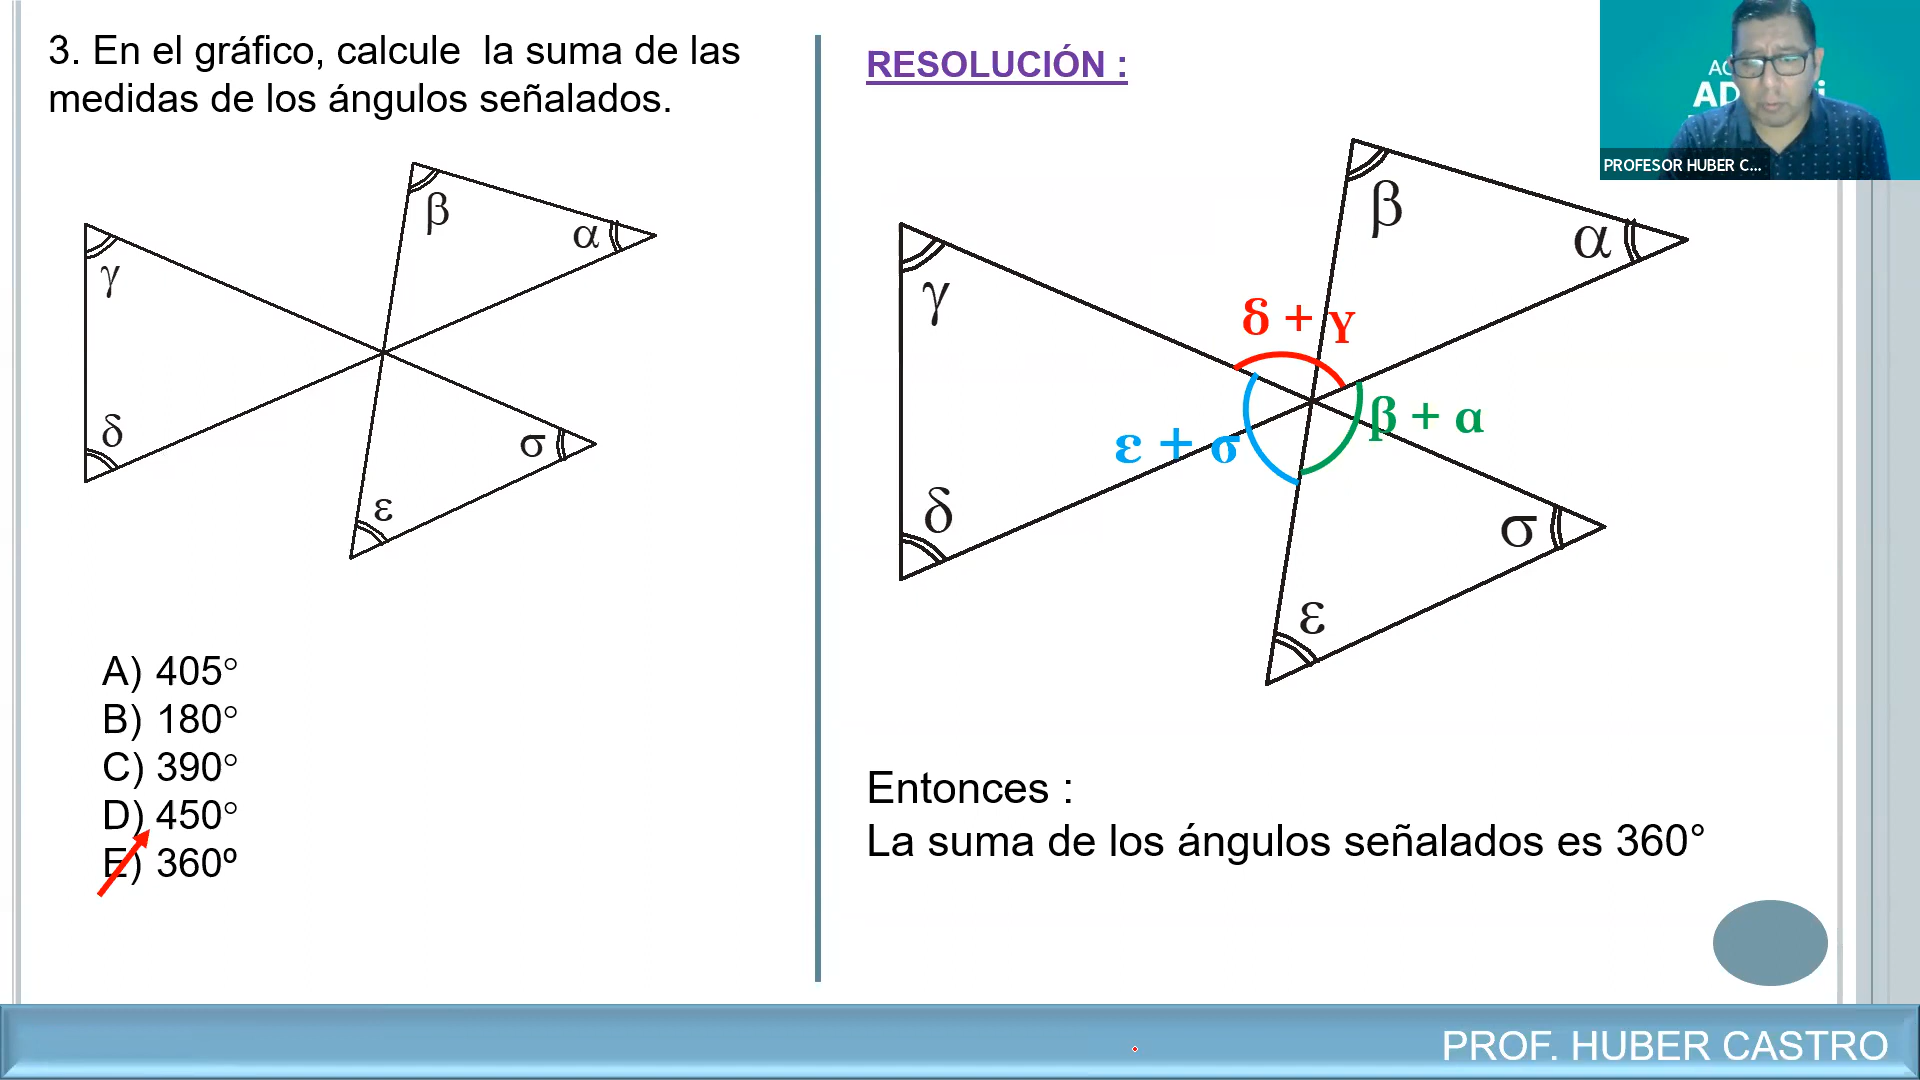 3. En el gráfico, calcule la suma de las
medidas de los ángulos señalados.
β
α
γ
δ
σ
ε
A) 405°
B) 180°
C) 390°
D) 450°
E) 360º
RESOLUCIÓN :
β
α
γ
δ + γ
β + α
ε + σ
δ
σ
ε
Entonces :
La suma de los ángulos señalados es 360°
PROFESOR HUBER C...
PROF. HUBER CASTRO